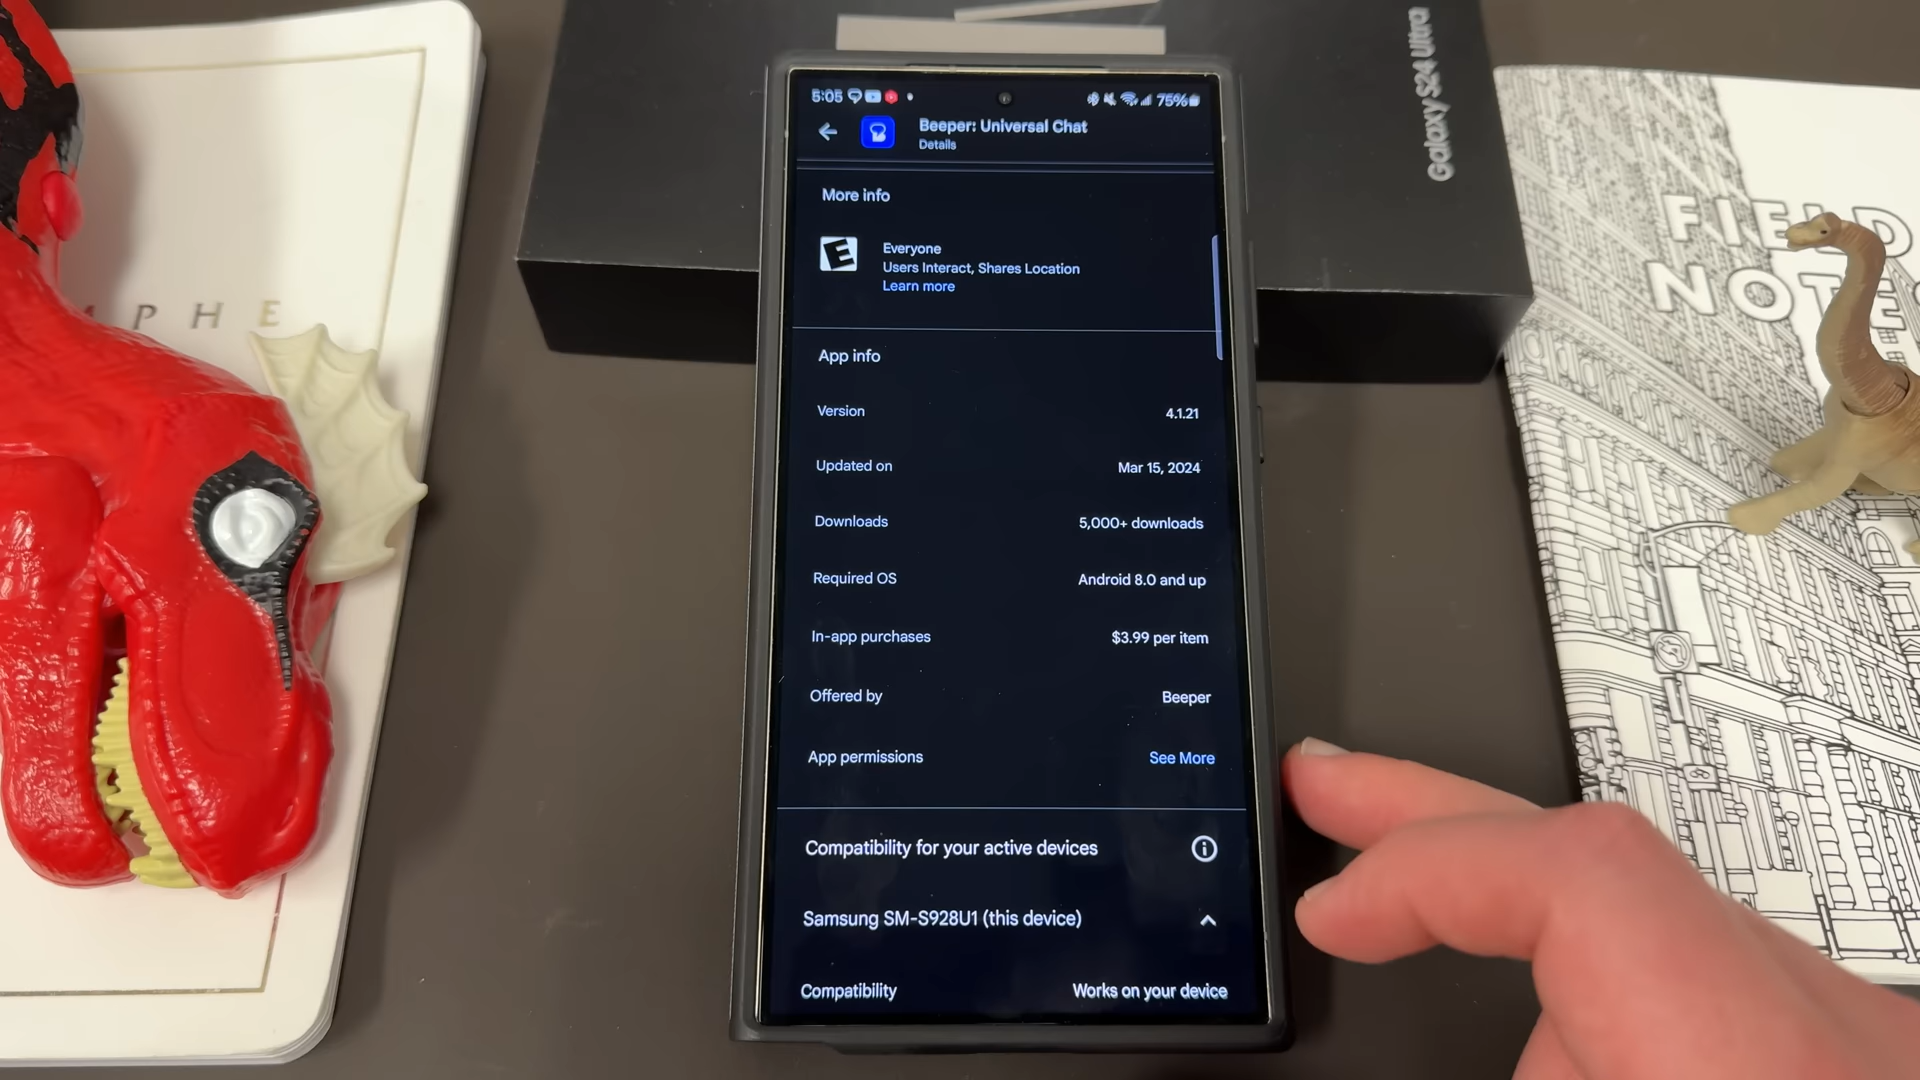 Galaxy S24 Ultra
5:05
75%
Beeper: Universal Chat
Details
More info
E
Everyone
Users Interact, Shares Location
Learn more
App info
Version 4.1.21
Updated on Mar 15, 2024
Downloads 5,000+ downloads
Required OS Android 8.0 and up
In-app purchases $3.99 per item
Offered by Beeper
App permissions See More
Compatibility for your active devices
Samsung SM-S928U1 (this device)
Compatibility Works on your device
M P H E
FIELD
NOTES